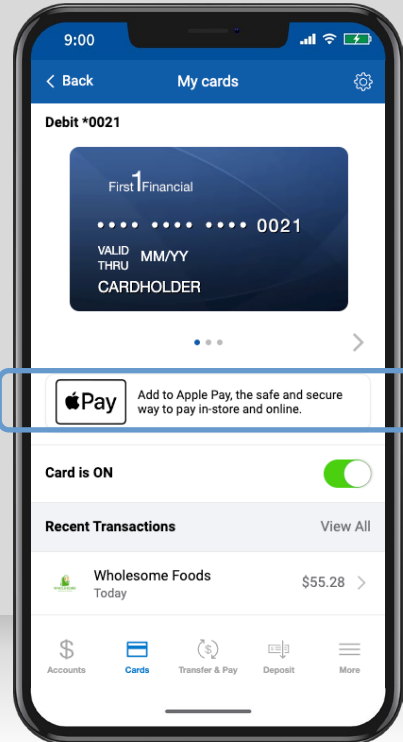 9:00
Back
My cards
Debit *0021
First 1 Financial
•••• •••• •••• 0021
VALID
THRU
MM/YY
CARDHOLDER
Pay
Add to Apple Pay, the safe and secure
way to pay in-store and online.
Card is ON
Recent Transactions
View All
Wholesome Foods
Today
$55.28
Accounts
Cards
Transfer & Pay
Deposit
More